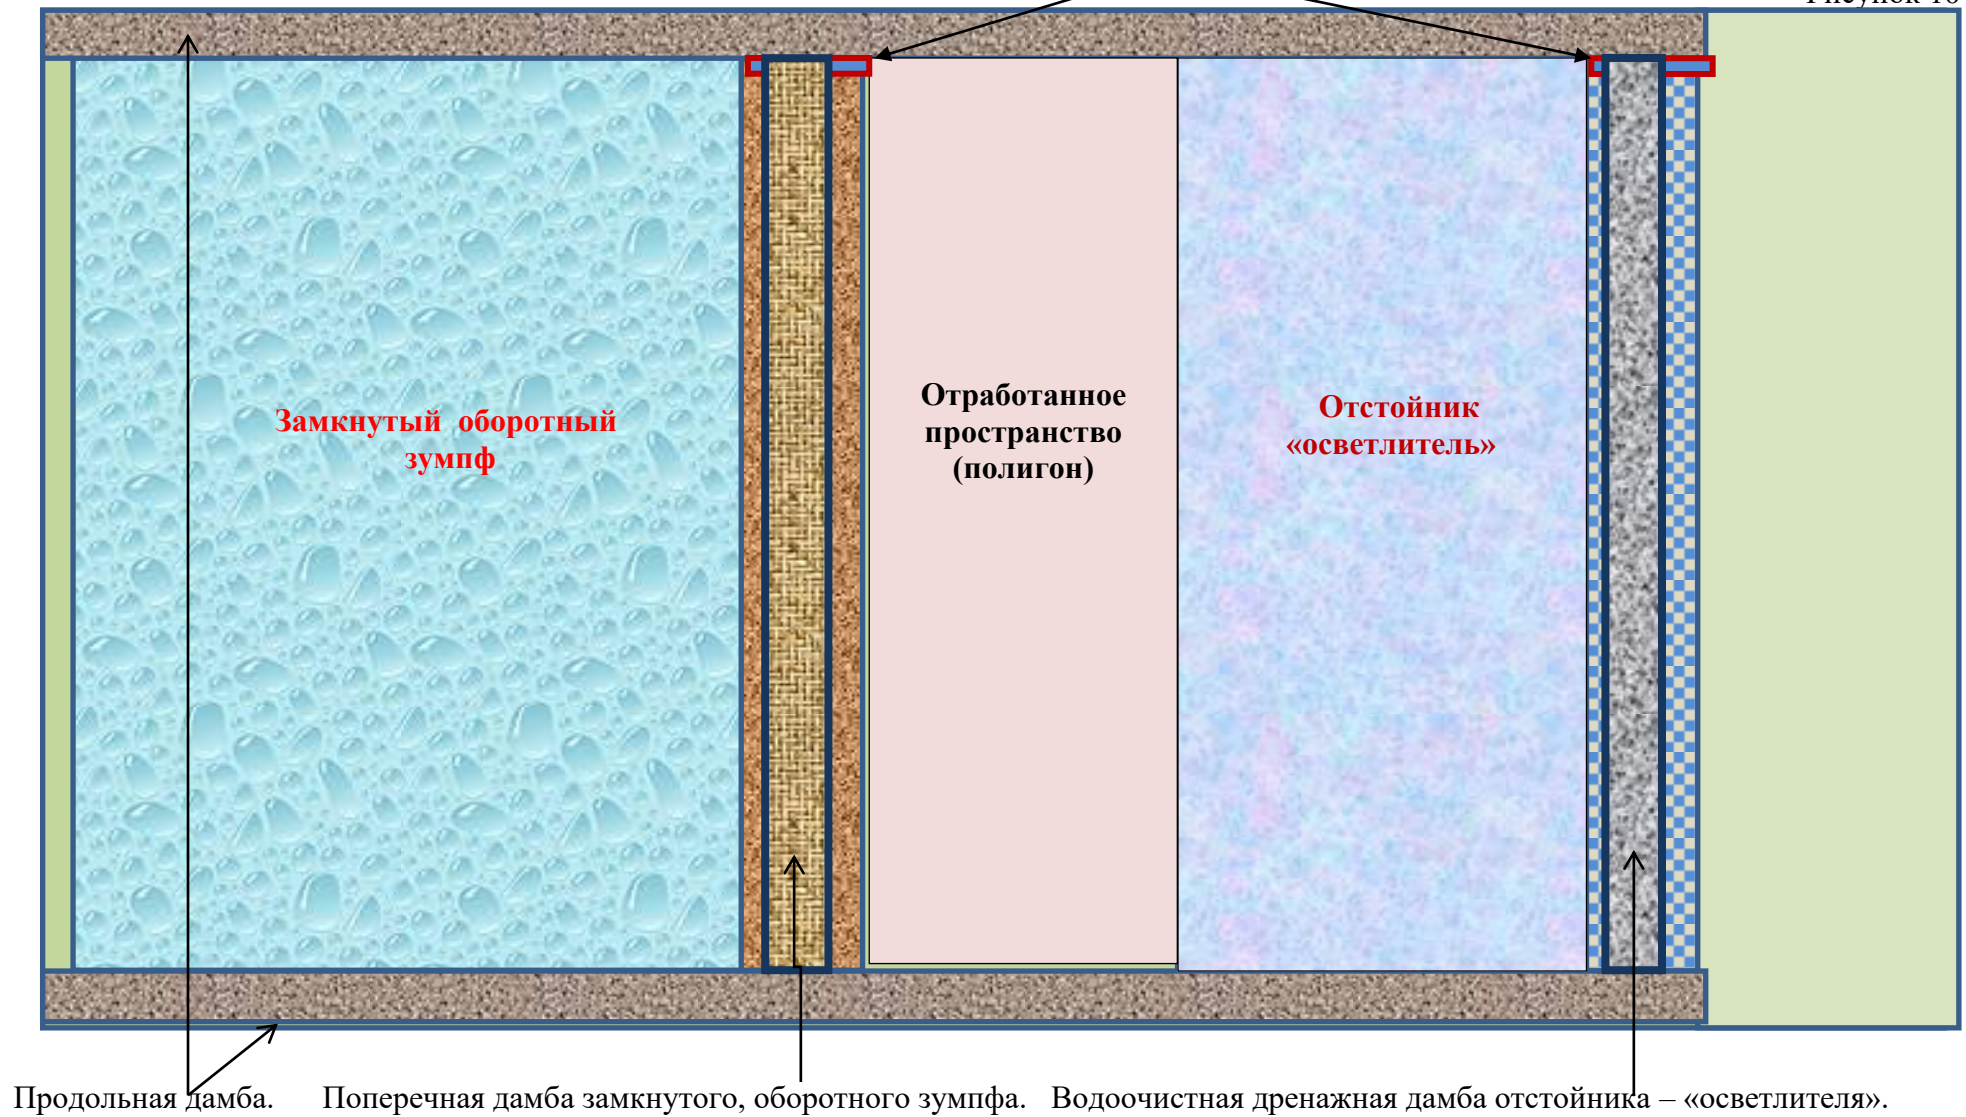 Замкнутый оборотный
зумпф
Отработанное
пространство
(полигон)
Отстойник
«осветлитель»
Продольная дамба. Поперечная дамба замкнутого, оборотного зумпфа. Водоочистная дренажная дамба отстойника – «осветлителя».